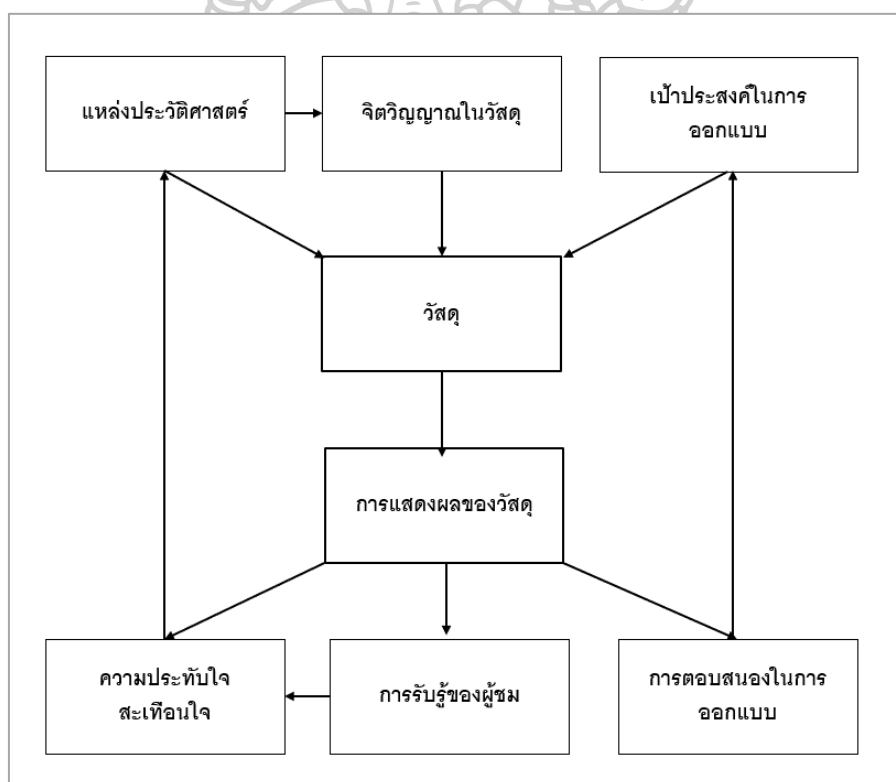 แหล่งประวัติศาสตร์
จิตวิญญาณในวัสดุ
เป้าประสงค์ในการ
ออกแบบ
วัสดุ
การแสดงผลของวัสดุ
ความประทับใจ
สะเทือนใจ
การรับรู้ของผู้ชม
การตอบสนองในการ
ออกแบบ